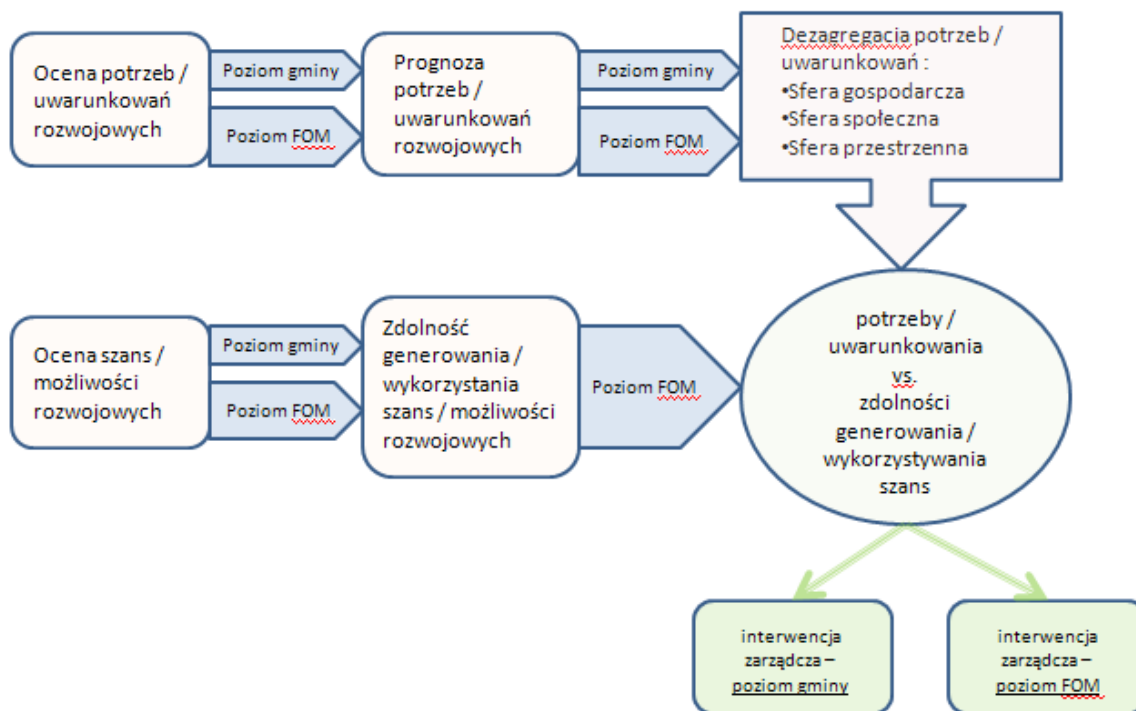 Ocena potrzeb /
uwarunkowań
rozwojowych
Poziom gminy
Poziom FOM
Prognoza
potrzeb /
uwarunkowań
rozwojowych
Poziom gminy
Poziom FOM
Dezagregacja potrzeb /
uwarunkowań :
•Sfera gospodarcza
•Sfera społeczna
•Sfera przestrzenna
Ocena szans /
możliwości
rozwojowych
Poziom gminy
Poziom FOM
Zdolność
generowania /
wykorzystania
szans / możliwości
rozwojowych
Poziom FOM
potrzeby /
uwarunkowania
vs.
zdolności
generowania /
wykorzystywania
szans
interwencja
zarządcza –
poziom gminy
interwencja
zarządcza –
poziom FOM